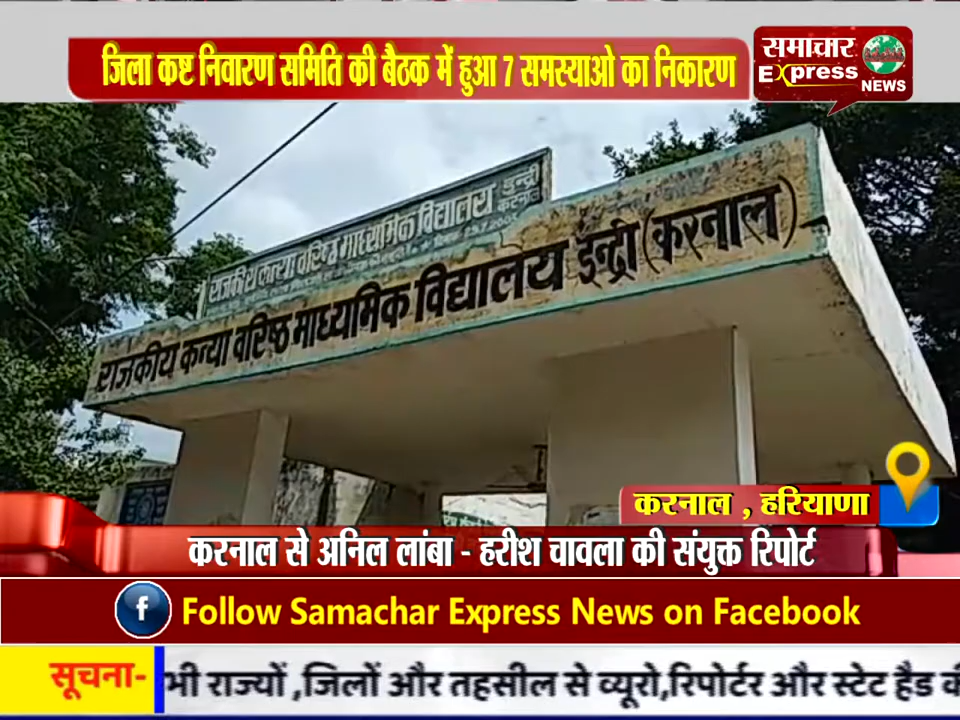 जिला कष्ट निवारण समिति की बैठक में हुआ 7 समस्याओ का निकारण
समाचार
Express
NEWS
राजकीय कन्या वरिष्ठ माध्यमिक विद्यालय इन्द्री
करनाल
राजकीय कन्या वरिष्ठ माध्यमिक विद्यालय इन्द्री (करनाल)
करनाल , हरियाणा
करनाल से अनिल लांबा - हरीश चावला की संयुक्त रिपोर्ट
f Follow Samachar Express News on Facebook
सूचना- भी राज्यों ,जिलों और तहसील से व्यूरो,रिपोर्टर और स्टेट हैड की